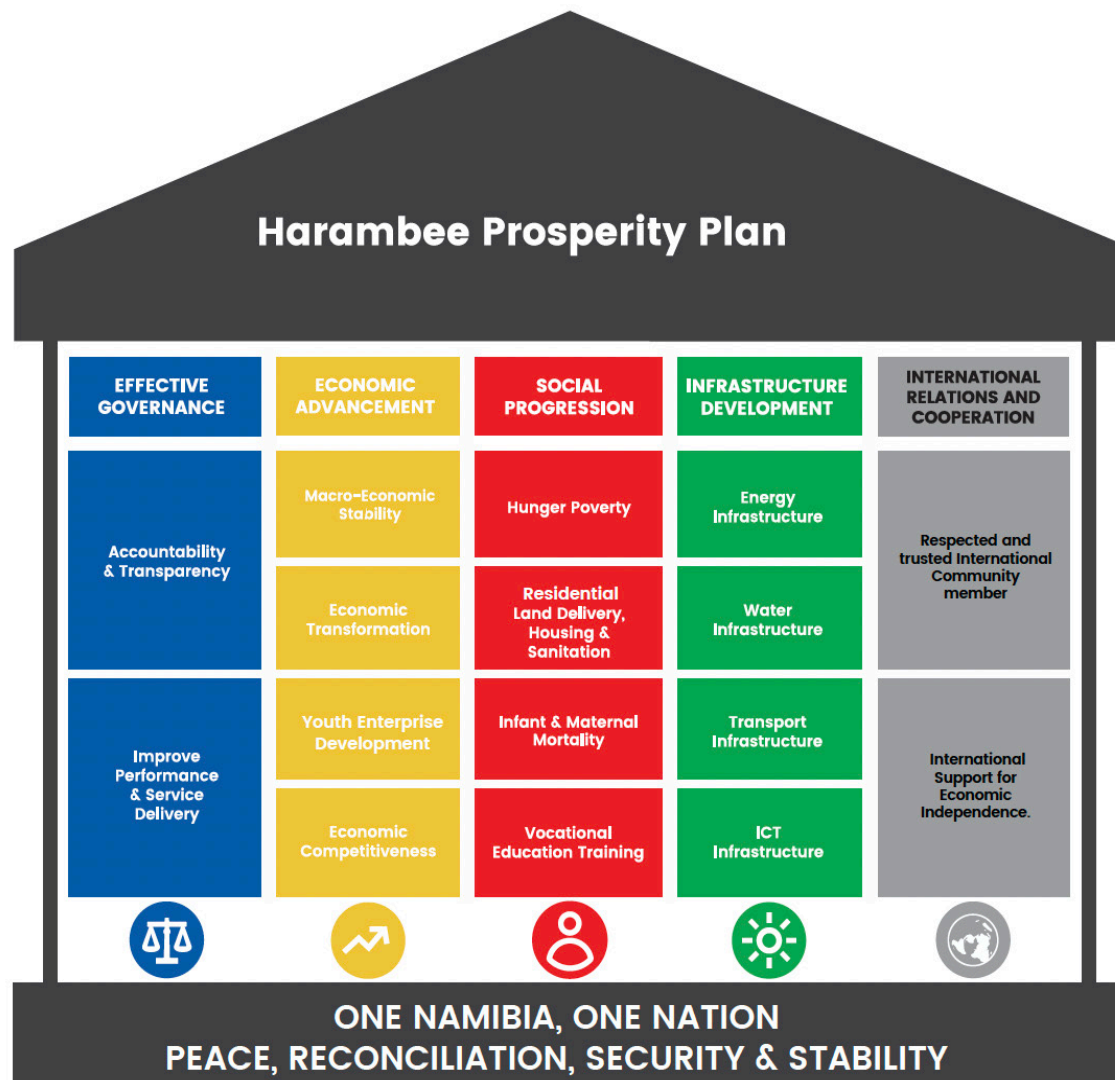 Harambee Prosperity Plan
EFFECTIVE
GOVERNANCE
Accountability
& Transparency
Improve
Performance
& Service
Delivery
ECONOMIC
ADVANCEMENT
Macro-Economic
Stability
Economic
Transformation
Youth Enterprise
Development
Economic
Competitiveness
SOCIAL
PROGRESSION
Hunger Poverty
Residential
Land Delivery,
Housing &
Sanitation
Infant & Maternal
Mortality
Vocational
Education Training
INFRASTRUCTURE
DEVELOPMENT
Energy
Infrastructure
Water
Infrastructure
Transport
Infrastructure
ICT
Infrastructure
INTERNATIONAL
RELATIONS AND
COOPERATION
Respected and
trusted International
Community
member
International
Support for
Economic
Independence.
ONE NAMIBIA, ONE NATION
PEACE, RECONCILIATION, SECURITY & STABILITY